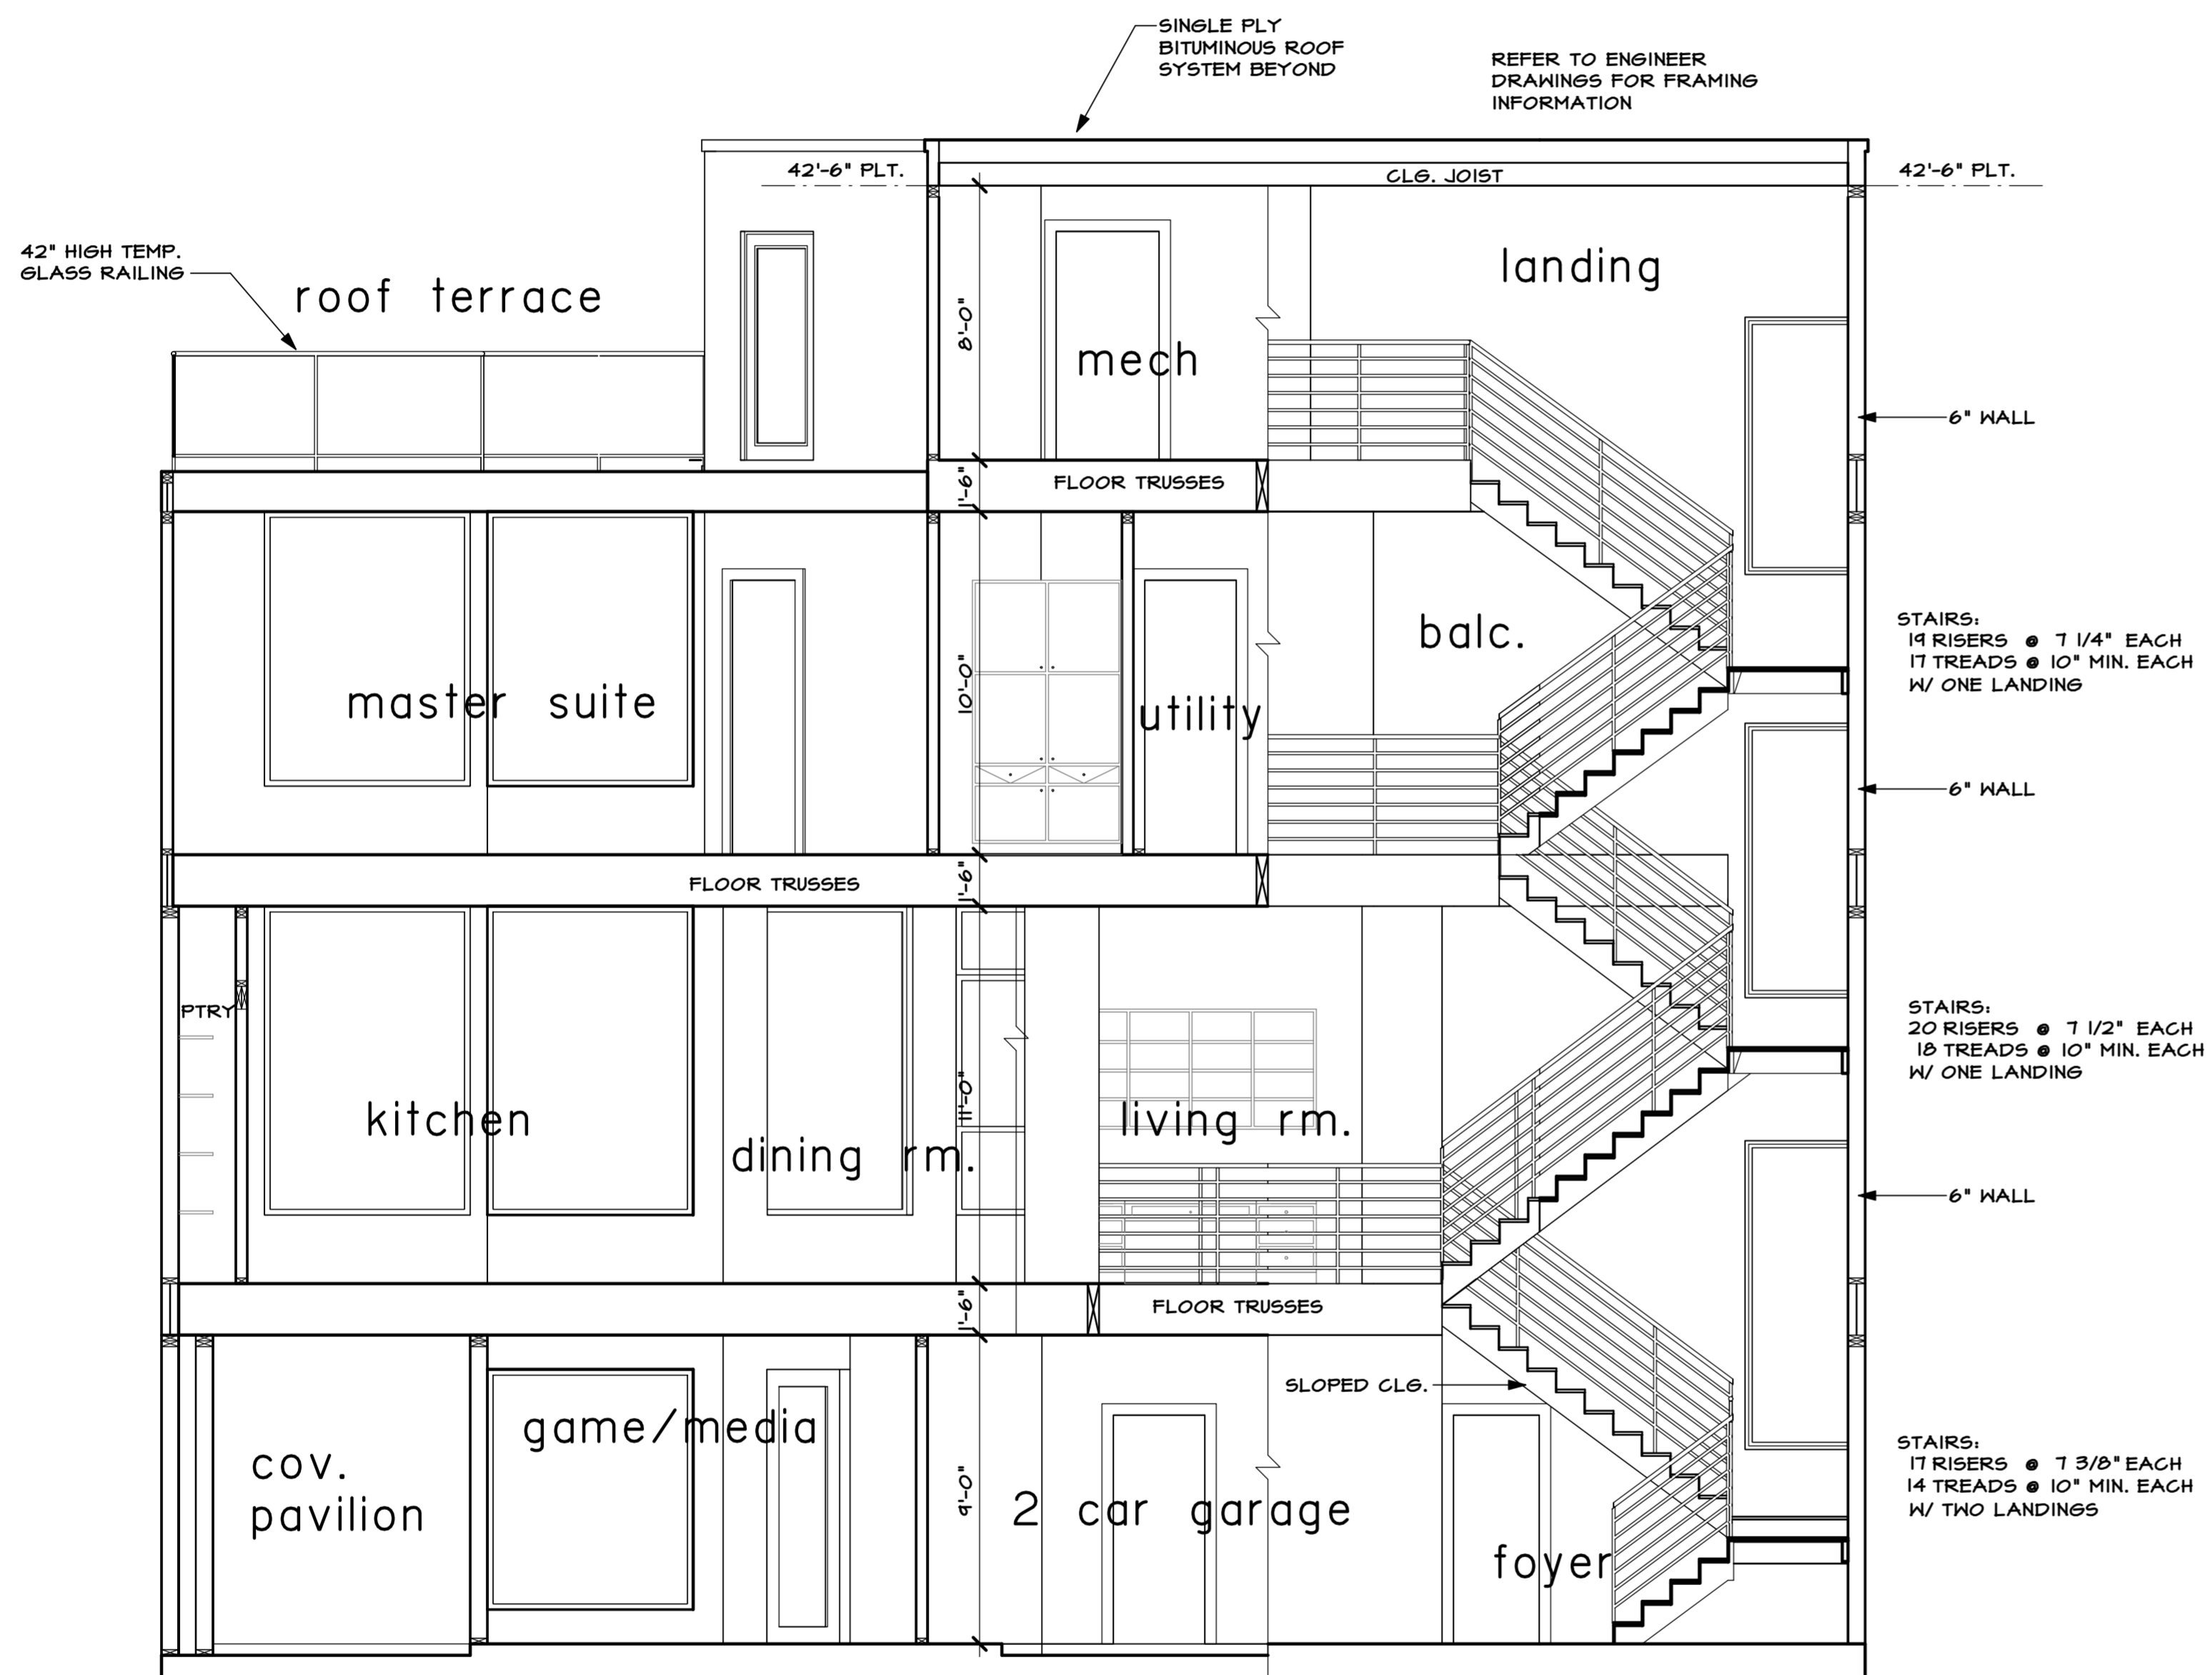 SINGLE PLY
BITUMINOUS ROOF
SYSTEM BEYOND
REFER TO ENGINEER
DRAWINGS FOR FRAMING
INFORMATION
42'-6" PLT.
CLG. JOIST
42'-6" PLT.
42" HIGH TEMP.
GLASS RAILING
roof terrace
landing
8'-0"
mech
6" WALL
1'-6"
FLOOR TRUSSES
STAIRS:
19 RISERS @ 7 1/4" EACH
17 TREADS @ 10" MIN. EACH
W/ ONE LANDING
balc.
master suite
10'-0"
utility
6" WALL
FLOOR TRUSSES
1'-6"
PTRY
STAIRS:
20 RISERS @ 7 1/2" EACH
18 TREADS @ 10" MIN. EACH
W/ ONE LANDING
11'-0"
kitchen
dining rm.
living rm.
6" WALL
1'-6"
FLOOR TRUSSES
SLOPED CLG.
game/media
cov.
pavilion
9'-0"
2 car garage
foyer
STAIRS:
17 RISERS @ 7 3/8" EACH
14 TREADS @ 10" MIN. EACH
W/ TWO LANDINGS